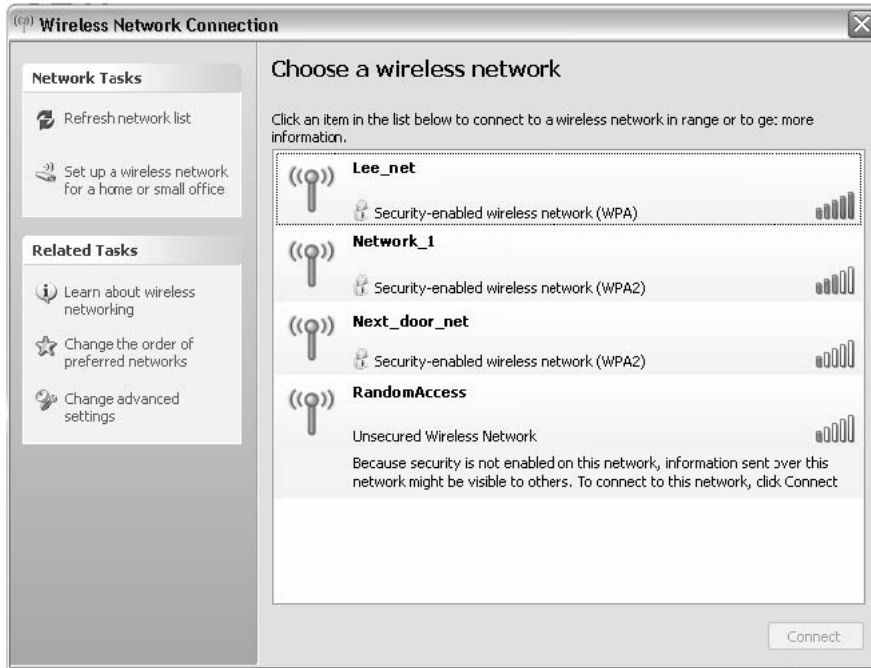 Wireless Network Connection
Network Tasks
Refresh network list
Set up a wireless network
for a home or small office
Related Tasks
Learn about wireless
networking
Change the order of
preferred networks
Change advanced
settings
Choose a wireless network
Click an item in the list below to connect to a wireless network in range or to get more
information.
Lee_net
Security-enabled wireless network (WPA)
Network_1
Security-enabled wireless network (WPA2)
Next_door_net
Security-enabled wireless network (WPA2)
RandomAccess
Unsecured Wireless Network
Because security is not enabled on this network, information sent over this
network might be visible to others. To connect to this network, click Connect
Connect